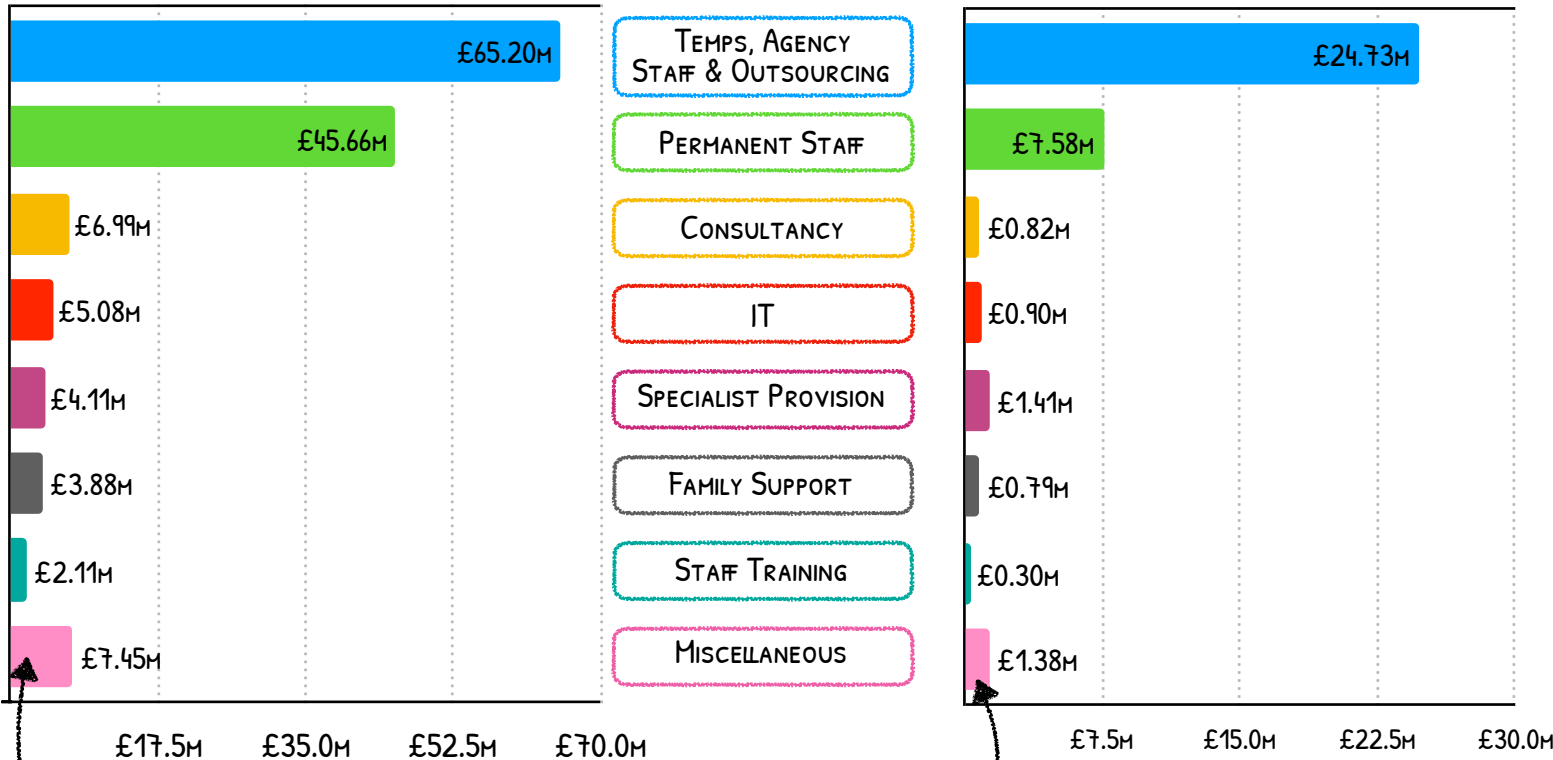 £65.20m
Temps, Agency
Staff & Outsourcing
£24.73m
£45.66m
Permanent Staff
£7.58m
£6.99m
Consultancy
£0.82m
£5.08m
IT
£0.90m
£4.11m
Specialist Provision
£1.41m
£3.88m
Family Support
£0.79m
£2.11m
Staff Training
£0.30m
£7.45m
Miscellaneous
£1.38m
£17.5m £35.0m £52.5m £70.0m
£7.5m £15.0m £22.5m £30.0m